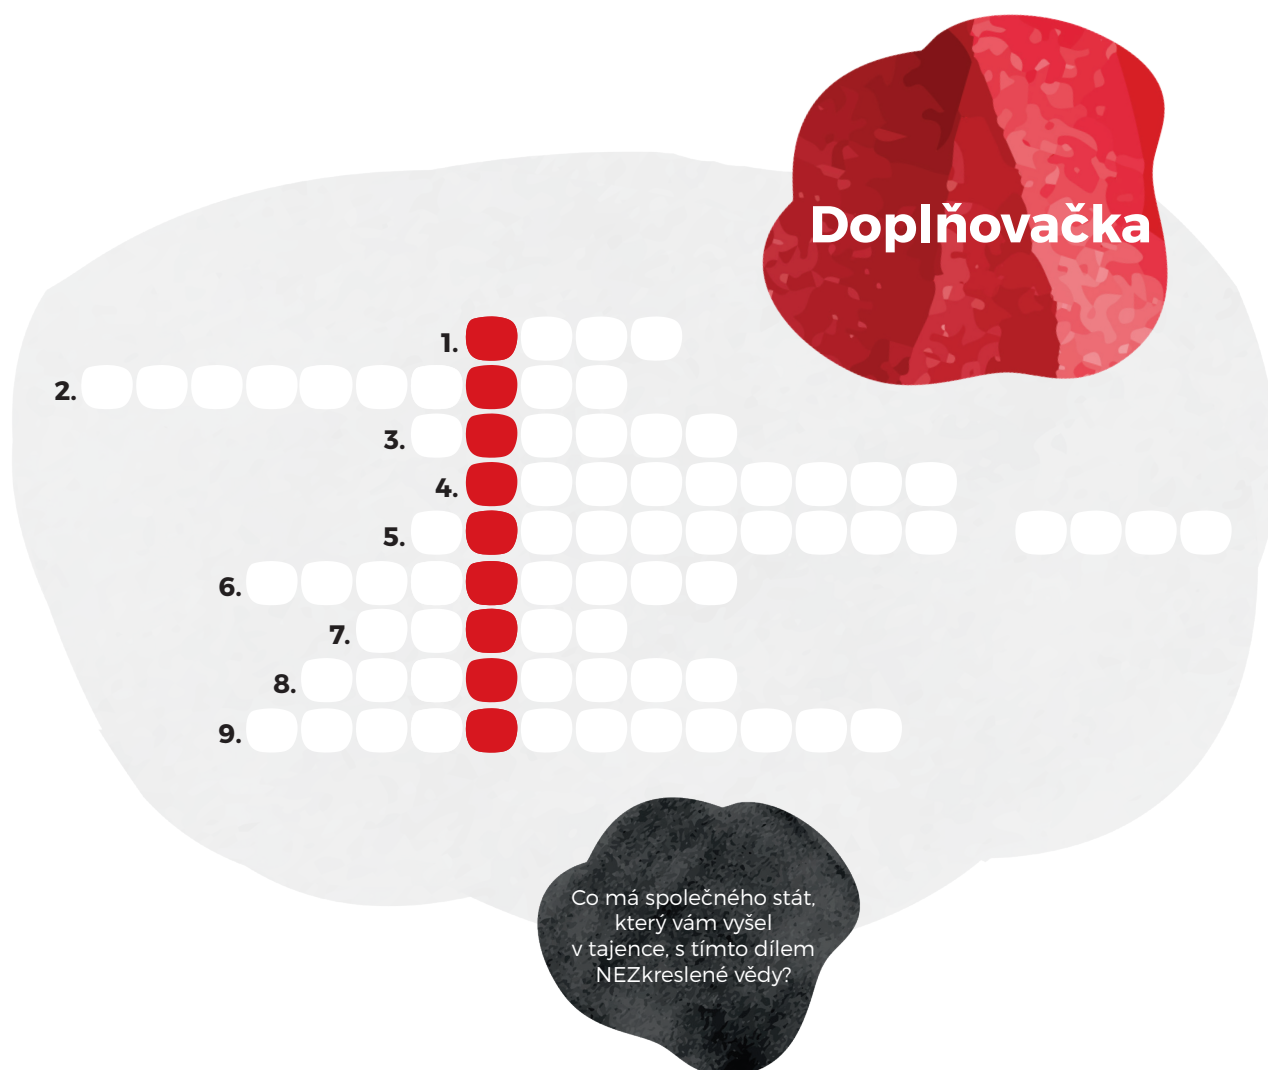 Doplňovačka
1.
2.
3.
4.
5.
6.
7.
8.
9.
Co má společného stát,
který vám vyšel
v tajence, s tímto dílem
NEZkreslené vědy?